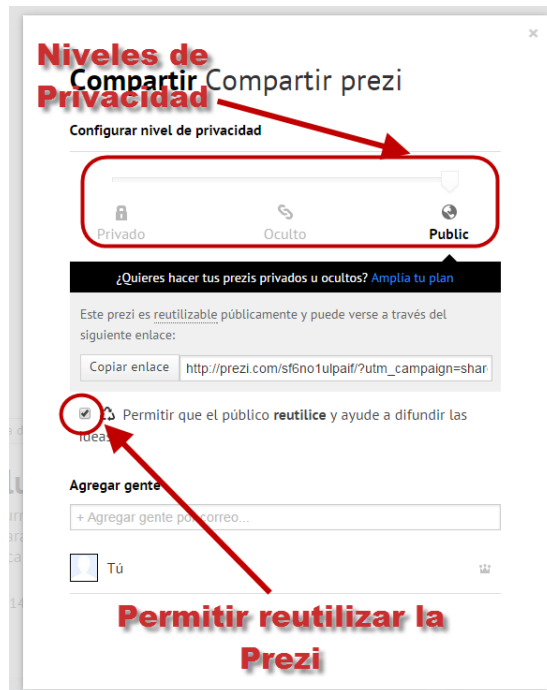 Niveles de
Privacidad
Compartir Compartir prezi
Configurar nivel de privacidad
Privado Oculto Public
¿Quieres hacer tus prezis privados u ocultos? Amplía tu plan
Este prezi es reutilizable públicamente y puede verse a través del
siguiente enlace:
Copiar enlace http://prezi.com/sf6no1ulpaif/?utm_campaign=shar
Permitir que el público reutilice y ayude a difundir las
ideas
Agregar gente
+ Agregar gente por correo...
Tú
Permitir reutilizar la
Prezi